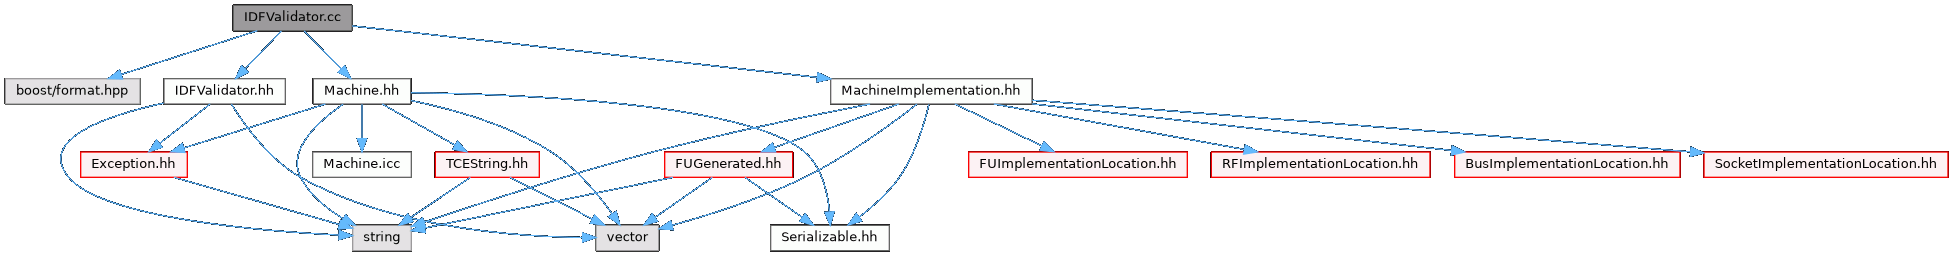 IDFValidator.cc
boost/format.hpp
IDFValidator.hh
Machine.hh
MachineImplementation.hh
Exception.hh
Machine.icc
TCEString.hh
FUGenerated.hh
FUImplementationLocation.hh
RFImplementationLocation.hh
BusImplementationLocation.hh
SocketImplementationLocation.hh
string
vector
Serializable.hh